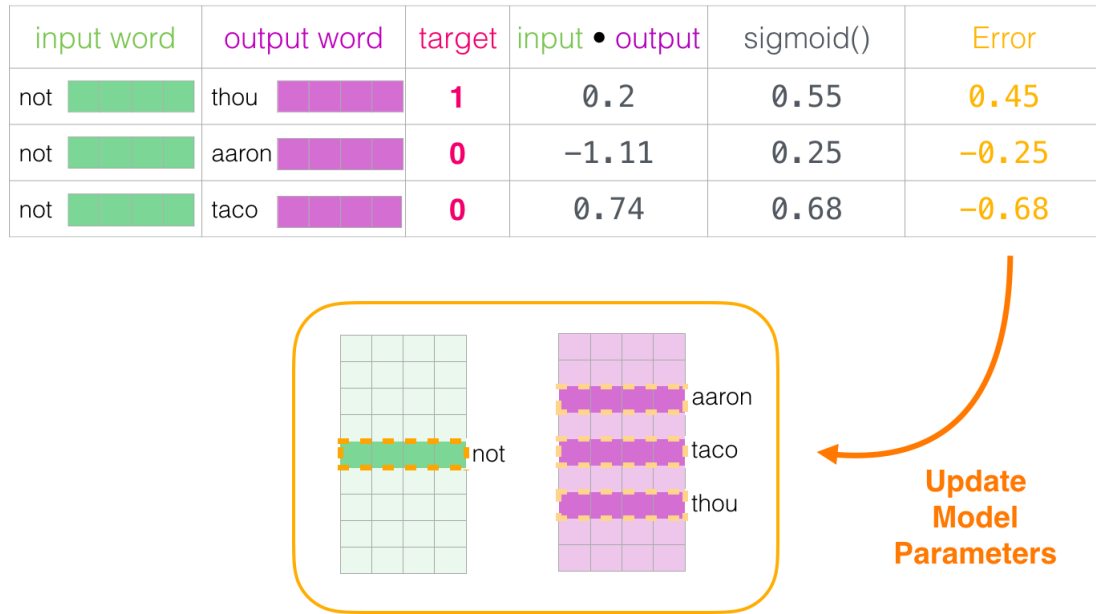 input word output word target input • output sigmoid() Error
not thou 1 0.2 0.55 0.45
not aaron 0 -1.11 0.25 -0.25
not taco 0 0.74 0.68 -0.68
aaron
not taco
thou
Update
Model
Parameters